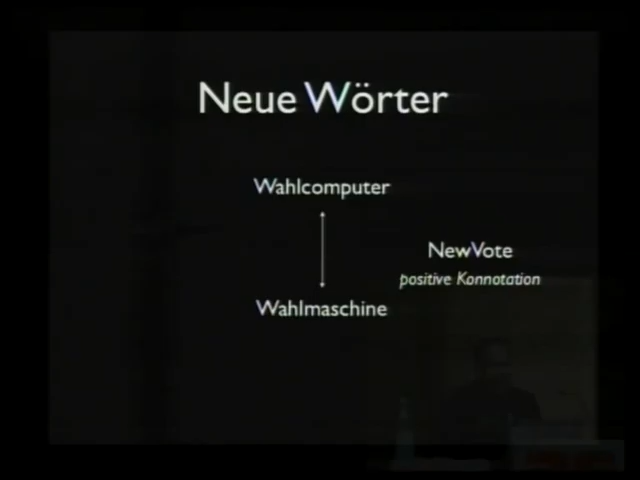 Neue Wörter
Wahlcomputer
NewVote
positive Konnotation
Wahlmaschine